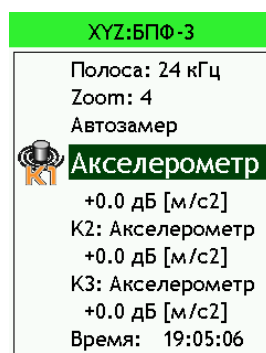 XYZ:БПФ-3
Полоса: 24 кГц
Zoom: 4
Автозамер
К1 Акселерометр
+0.0 дБ [м/с2]
К2: Акселерометр
+0.0 дБ [м/с2]
К3: Акселерометр
+0.0 дБ [м/с2]
Время: 19:05:06